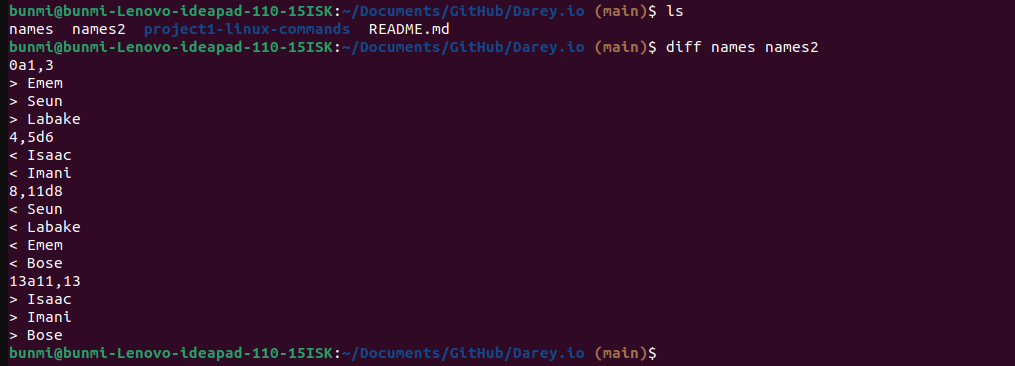 bunmi@bunmi-Lenovo-ideapad-110-15ISK:~/Documents/GitHub/Darey.io (main)$ ls
names  names2  project1-linux-commands  README.md
bunmi@bunmi-Lenovo-ideapad-110-15ISK:~/Documents/GitHub/Darey.io (main)$ diff names names2
0a1,3
> Emem
> Seun
> Labake
4,5d6
< Isaac
< Imani
8,11d8
< Seun
< Labake
< Emem
< Bose
13a11,13
> Isaac
> Imani
> Bose
bunmi@bunmi-Lenovo-ideapad-110-15ISK:~/Documents/GitHub/Darey.io (main)$